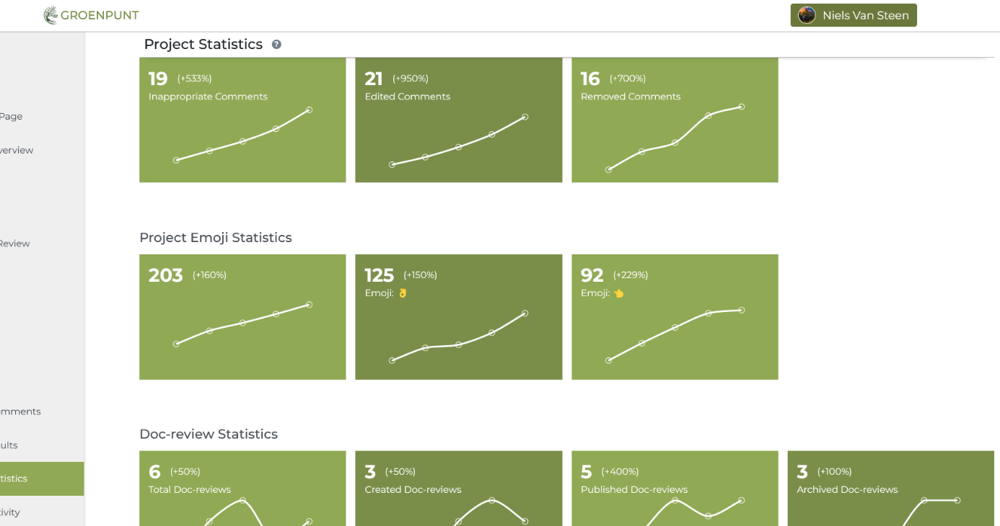 GROENPUNT
Niels Van Steen
Project Statistics ?
Page
verview
Review
omments
ults
tistics
tivity
19 (+533%)
Inappropriate Comments
21 (+950%)
Edited Comments
16 (+700%)
Removed Comments
Project Emoji Statistics
203 (+160%)
125 (+150%)
Emoji: 👌
92 (+229%)
Emoji: 👈
Doc-review Statistics
6 (+50%)
Total Doc-reviews
3 (+50%)
Created Doc-reviews
5 (+400%)
Published Doc-reviews
3 (+100%)
Archived Doc-reviews